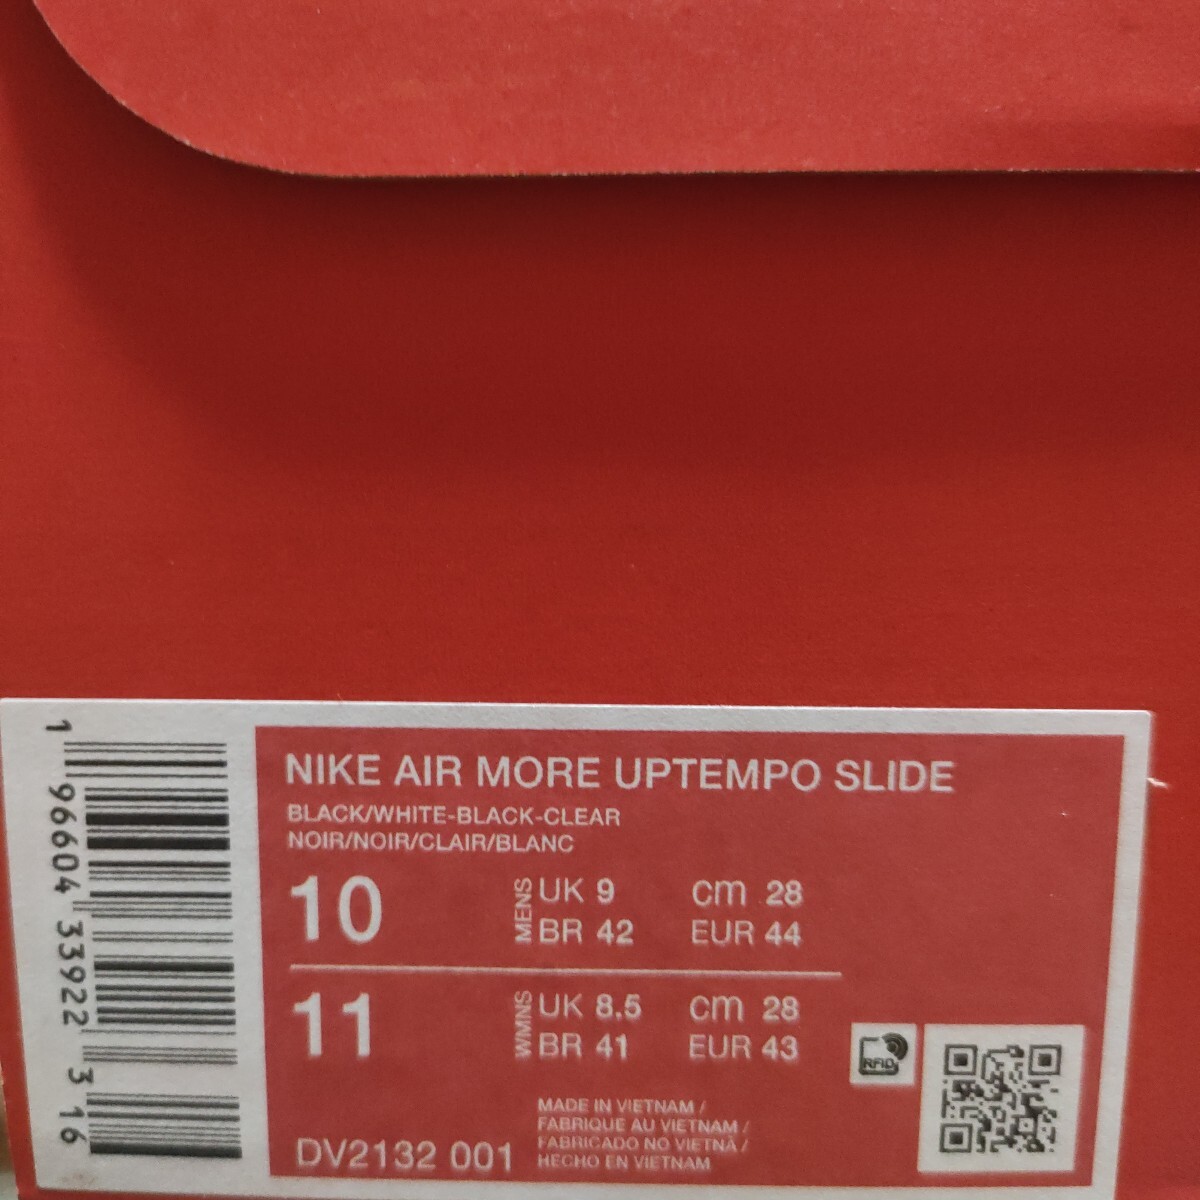 NIKE AIR MORE UPTEMPO SLIDE
BLACK/WHITE-BLACK-CLEAR
NOIR/NOIR/CLAIR/BLANC
10 MENS UK 9 cm 28
BR 42 EUR 44
11 WMNS UK 8.5 cm 28
BR 41 EUR 43
RFID
MADE IN VIETNAM /
FABRIQUE AU VIETNAM /
FABRICADO NO VIETNÃ /
HECHO EN VIETNAM
DV2132 001
1 96604 33922 3 16